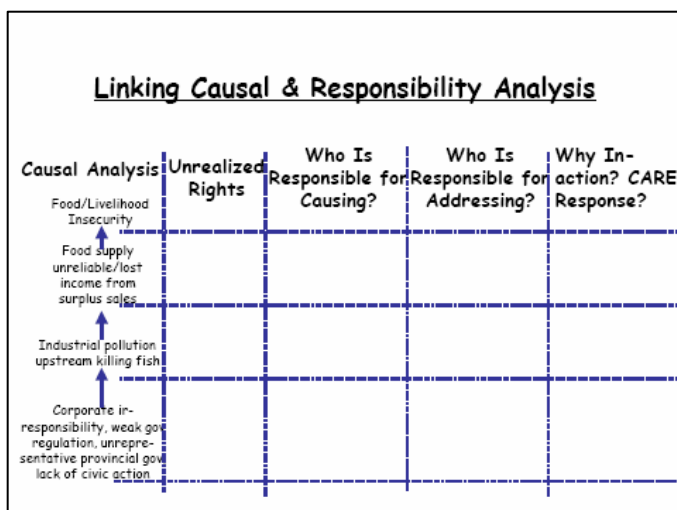 Linking Causal & Responsibility Analysis
Causal Analysis
Unrealized
Rights
Who Is
Responsible for
Causing?
Who Is
Responsible for
Addressing?
Why In-
action? CARE
Response?
Food/Livelihood
Insecurity
Food supply
unreliable/lost
income from
surplus sales
Industrial pollution
upstream killing fish
Corporate ir-
responsibility, weak gov
regulation, unrepre-
sentative provincial gov
lack of civic action